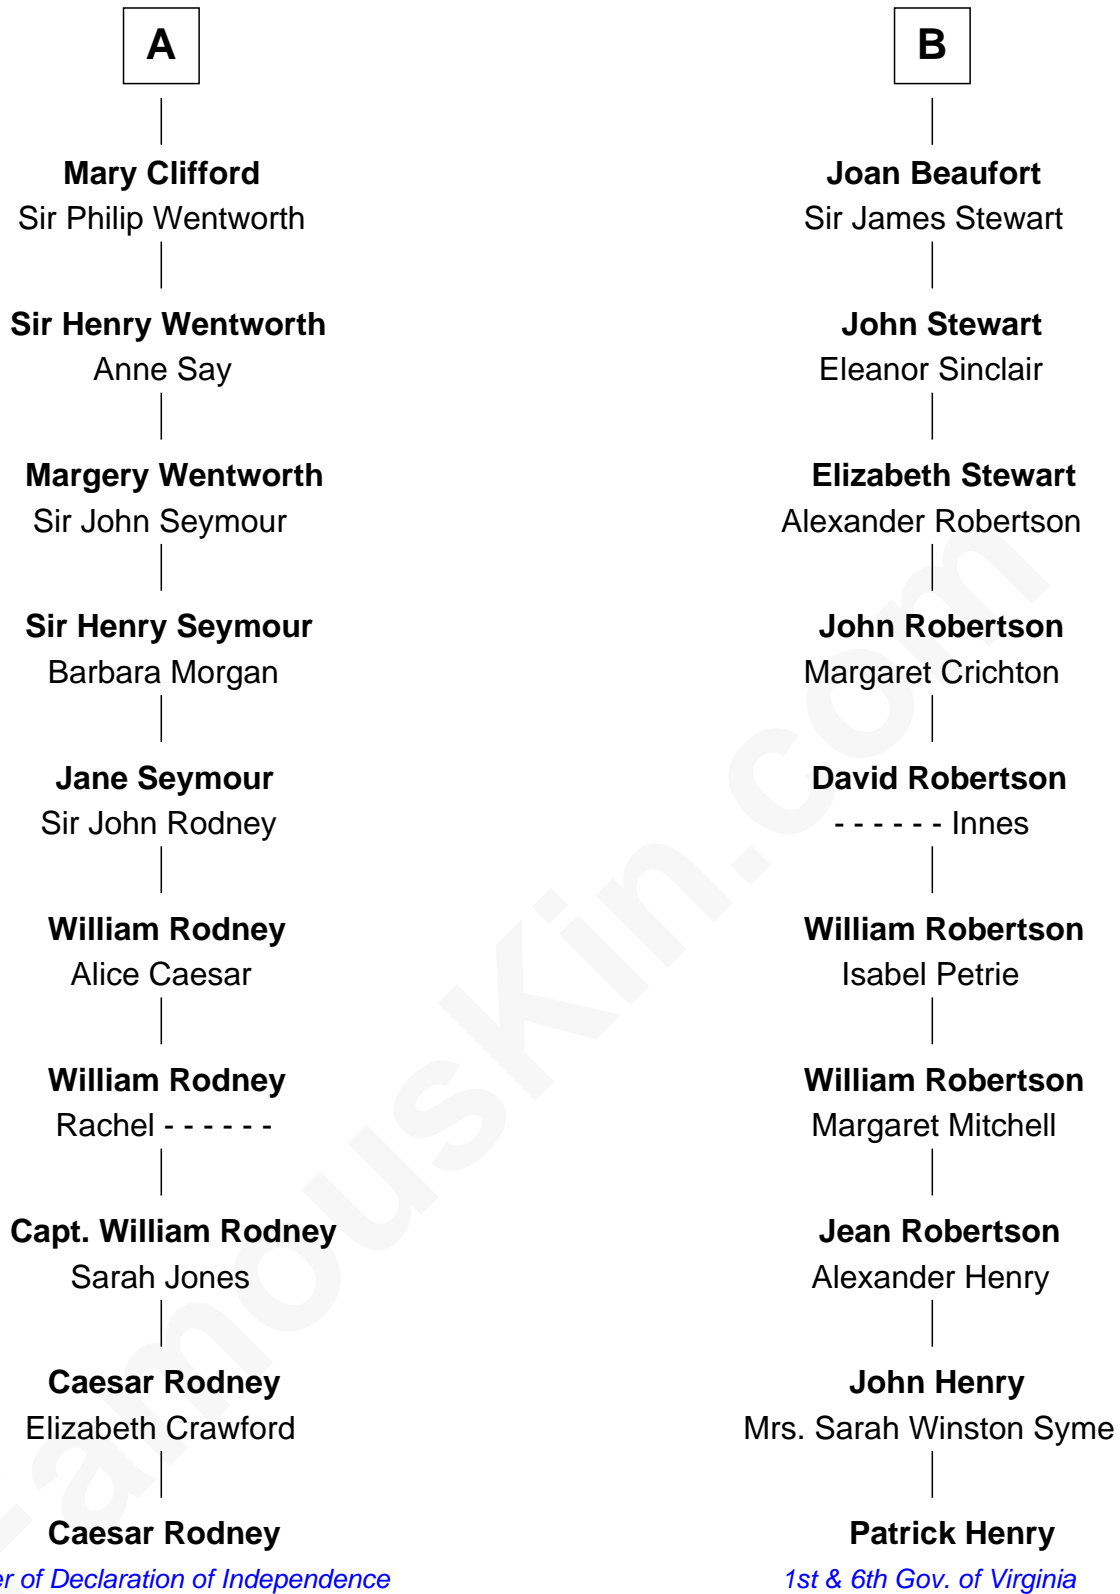 A
Mary Clifford
Sir Philip Wentworth
Sir Henry Wentworth
Anne Say
Margery Wentworth
Sir John Seymour
Sir Henry Seymour
Barbara Morgan
Jane Seymour
Sir John Rodney
William Rodney
Alice Caesar
William Rodney
Rachel - - - - - -
Capt. William Rodney
Sarah Jones
Caesar Rodney
Elizabeth Crawford
Caesar Rodney
of Declaration of Independence
B
Joan Beaufort
Sir James Stewart
John Stewart
Eleanor Sinclair
Elizabeth Stewart
Alexander Robertson
John Robertson
Margaret Crichton
David Robertson
- - - - - - Innes
William Robertson
Isabel Petrie
William Robertson
Margaret Mitchell
Jean Robertson
Alexander Henry
John Henry
Mrs. Sarah Winston Syme
Patrick Henry
1st & 6th Gov. of Virginia
FamousKin.com